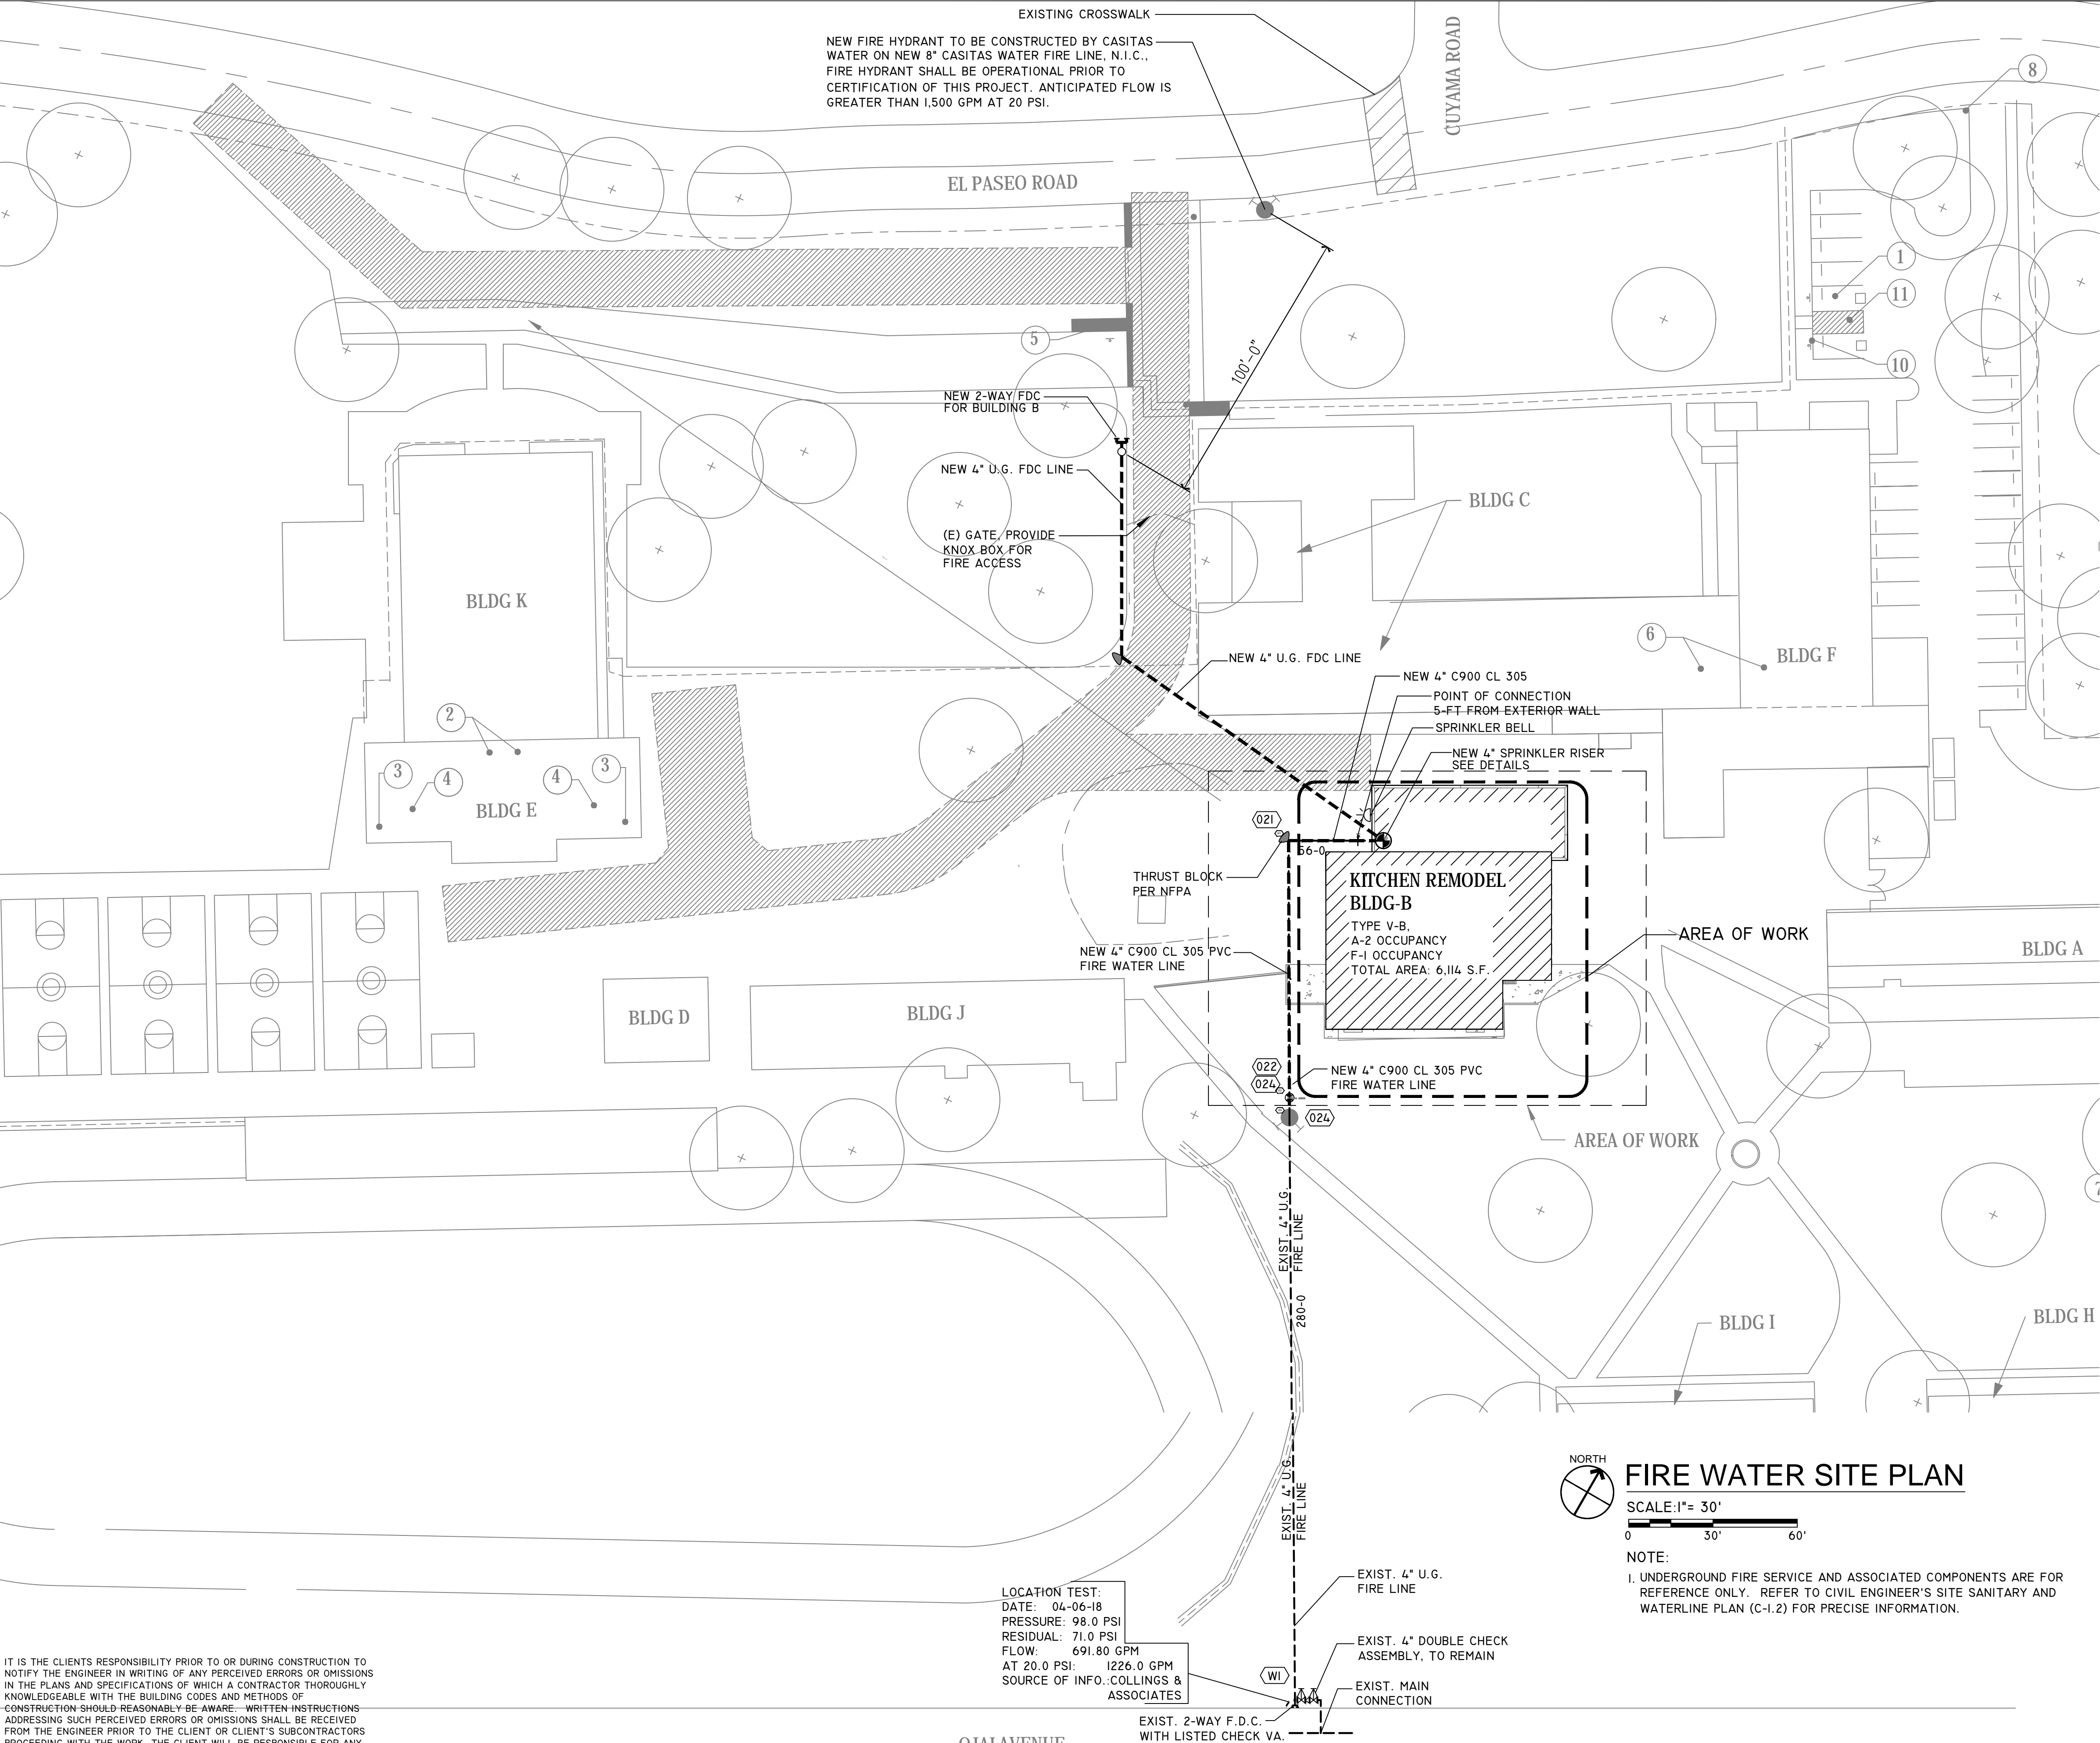 EXISTING CROSSWALK
NEW FIRE HYDRANT TO BE CONSTRUCTED BY CASITAS
WATER ON NEW 8" CASITAS WATER FIRE LINE, N.I.C.,
FIRE HYDRANT SHALL BE OPERATIONAL PRIOR TO
CERTIFICATION OF THIS PROJECT. ANTICIPATED FLOW IS
GREATER THAN 1,500 GPM AT 20 PSI.
CUYAMA ROAD
8
EL PASEO ROAD
1
11
10
5
100'-0"
NEW 2-WAY FDC
FOR BUILDING B
NEW 4" U.G. FDC LINE
(E) GATE, PROVIDE
KNOX BOX FOR
FIRE ACCESS
BLDG C
BLDG K
6
BLDG F
NEW 4" U.G. FDC LINE
NEW 4" C900 CL 305
POINT OF CONNECTION
5-FT FROM EXTERIOR WALL
SPRINKLER BELL
NEW 4" SPRINKLER RISER
SEE DETAILS
2
3
4
4
3
BLDG E
021
56-0
THRUST BLOCK
PER NFPA
KITCHEN REMODEL
BLDG-B
TYPE V-B,
A-2 OCCUPANCY
F-1 OCCUPANCY
TOTAL AREA: 6,114 S.F.
AREA OF WORK
BLDG A
NEW 4" C900 CL 305 PVC
FIRE WATER LINE
BLDG D
BLDG J
022
024
NEW 4" C900 CL 305 PVC
FIRE WATER LINE
024
AREA OF WORK
7
EXIST. 4" U.G.
FIRE LINE
280-0
BLDG I
BLDG H
EXIST. 4" U.G.
FIRE LINE
NORTH
FIRE WATER SITE PLAN
SCALE:1"= 30'
0 30' 60'
NOTE:
1. UNDERGROUND FIRE SERVICE AND ASSOCIATED COMPONENTS ARE FOR
REFERENCE ONLY. REFER TO CIVIL ENGINEER'S SITE SANITARY AND
WATERLINE PLAN (C-1.2) FOR PRECISE INFORMATION.
LOCATION TEST:
DATE: 04-06-18
PRESSURE: 98.0 PSI
RESIDUAL: 71.0 PSI
FLOW: 691.80 GPM
AT 20.0 PSI: 1226.0 GPM
SOURCE OF INFO.:COLLINGS &
ASSOCIATES
EXIST. 4" U.G.
FIRE LINE
EXIST. 4" DOUBLE CHECK
ASSEMBLY, TO REMAIN
W1
EXIST. MAIN
CONNECTION
EXIST. 2-WAY F.D.C.
WITH LISTED CHECK VA.
OJAI AVENUE
IT IS THE CLIENTS RESPONSIBILITY PRIOR TO OR DURING CONSTRUCTION TO
NOTIFY THE ENGINEER IN WRITING OF ANY PERCEIVED ERRORS OR OMISSIONS
IN THE PLANS AND SPECIFICATIONS OF WHICH A CONTRACTOR THOROUGHLY
KNOWLEDGEABLE WITH THE BUILDING CODES AND METHODS OF
CONSTRUCTION SHOULD REASONABLY BE AWARE. WRITTEN INSTRUCTIONS
ADDRESSING SUCH PERCEIVED ERRORS OR OMISSIONS SHALL BE RECEIVED
FROM THE ENGINEER PRIOR TO THE CLIENT OR CLIENT'S SUBCONTRACTORS
PROCEEDING WITH THE WORK. THE CLIENT WILL BE RESPONSIBLE FOR ANY